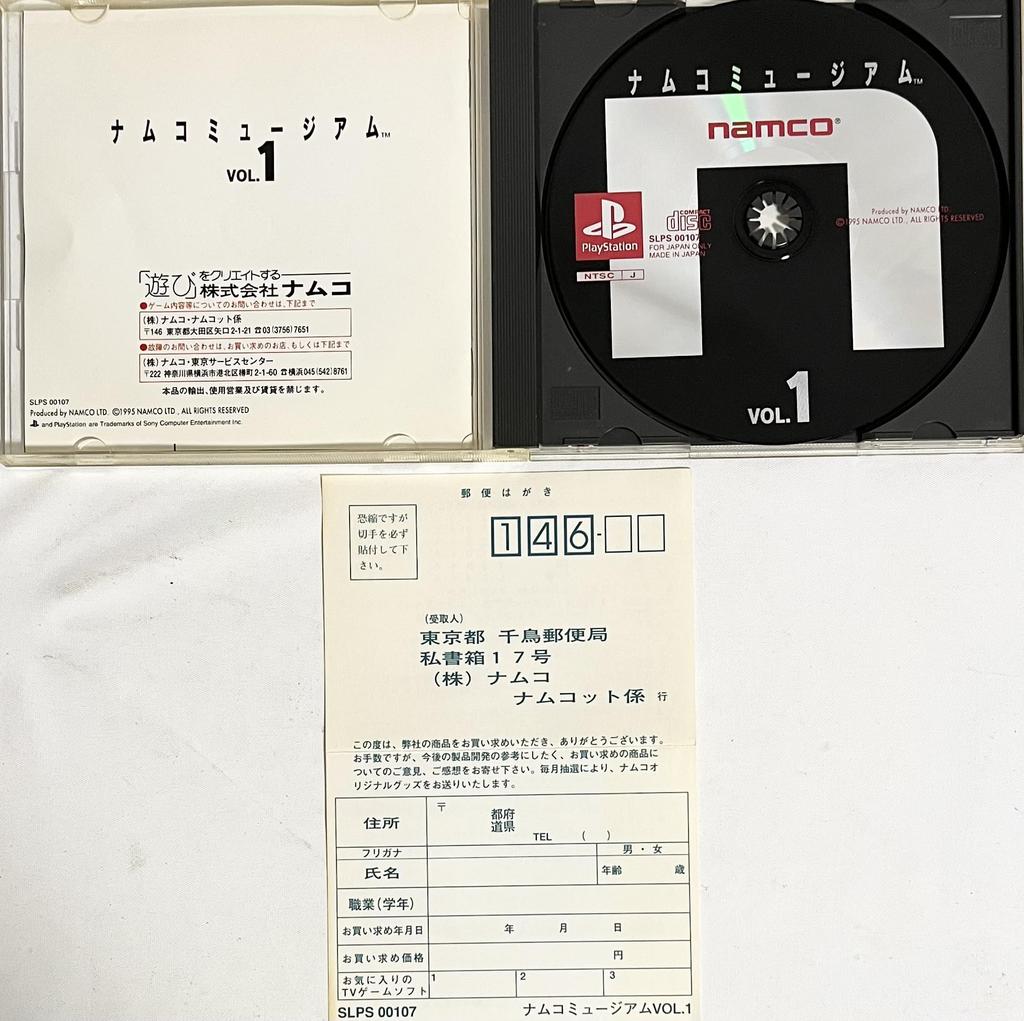 ナムコミュージアム™
VOL.1
「遊び」をクリエイトする
株式会社ナムコ
●ゲーム内容等についてのお問い合わせは、下記まで
(株)ナムコ・ナムコット係
〒146 東京都大田区矢口2-1-21 ☎03(3756)7651
●故障のお問い合わせは、お買い求めのお店、もしくは下記まで
(株)ナムコ・東京サービスセンター
〒222 神奈川県横浜市港北区樽町2-1-60 ☎横浜045(542)8761
本品の輸出、使用営業及び賃貸を禁じます。
SLPS 00107
Produced by NAMCO LTD. ©1995 NAMCO LTD., ALL RIGHTS RESERVED
and PlayStation are Trademarks of Sony Computer Entertainment Inc.
ナムコミュージアム™
namco®
PlayStation
COMPACT
disc
SLPS 00107
FOR JAPAN ONLY
MADE IN JAPAN
NTSC J
Produced by NAMCO LTD.
©1995 NAMCO LTD., ALL RIGHTS RESERVED
VOL.1
郵便はがき
恐縮ですが
切手を必ず
貼付して下
さい。
146-
(受取人)
東京都 千鳥郵便局
私書箱17号
(株)ナムコ
ナムコット係 行
この度は、弊社の商品をお買い求めいただき、ありがとうございます。
お手数ですが、今後の製品開発の参考にしたく、お買い求めの商品に
ついてのご意見、ご感想をお寄せ下さい。毎月抽選により、ナムコオ
リジナルグッズをお送りいたします。
住所 〒 都府
道県
TEL ( )
フリガナ 男・女
氏名 年齢 歳
職業(学年)
お買い求め年月日 年 月 日
お買い求め価格 円
お気に入りの 1 2 3
TVゲームソフト
SLPS 00107 ナムコミュージアムVOL.1